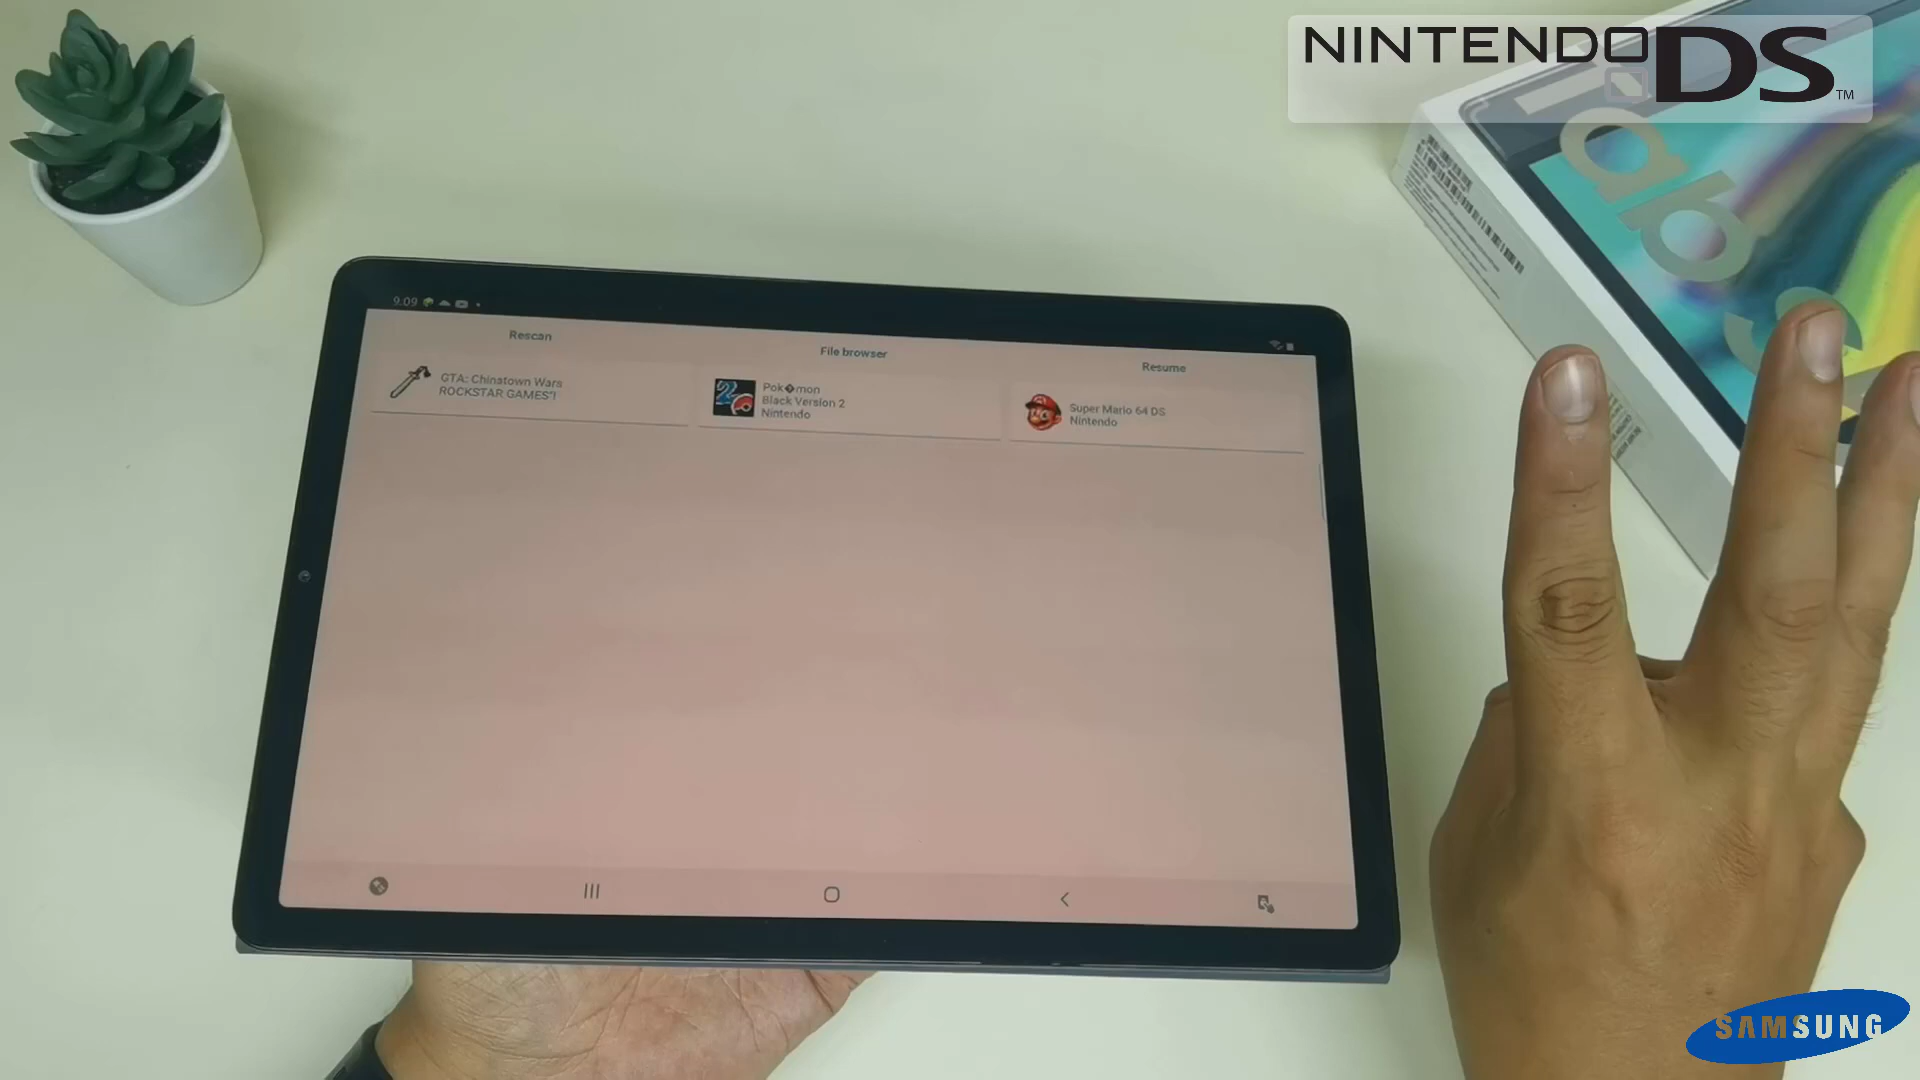 NINTENDO DS TM
Tab S
9:09
Rescan
File browser
Resume
GTA: Chinatown Wars
ROCKSTAR GAMES"!
Pok�mon
Black Version 2
Nintendo
Super Mario 64 DS
Nintendo
SAMSUNG